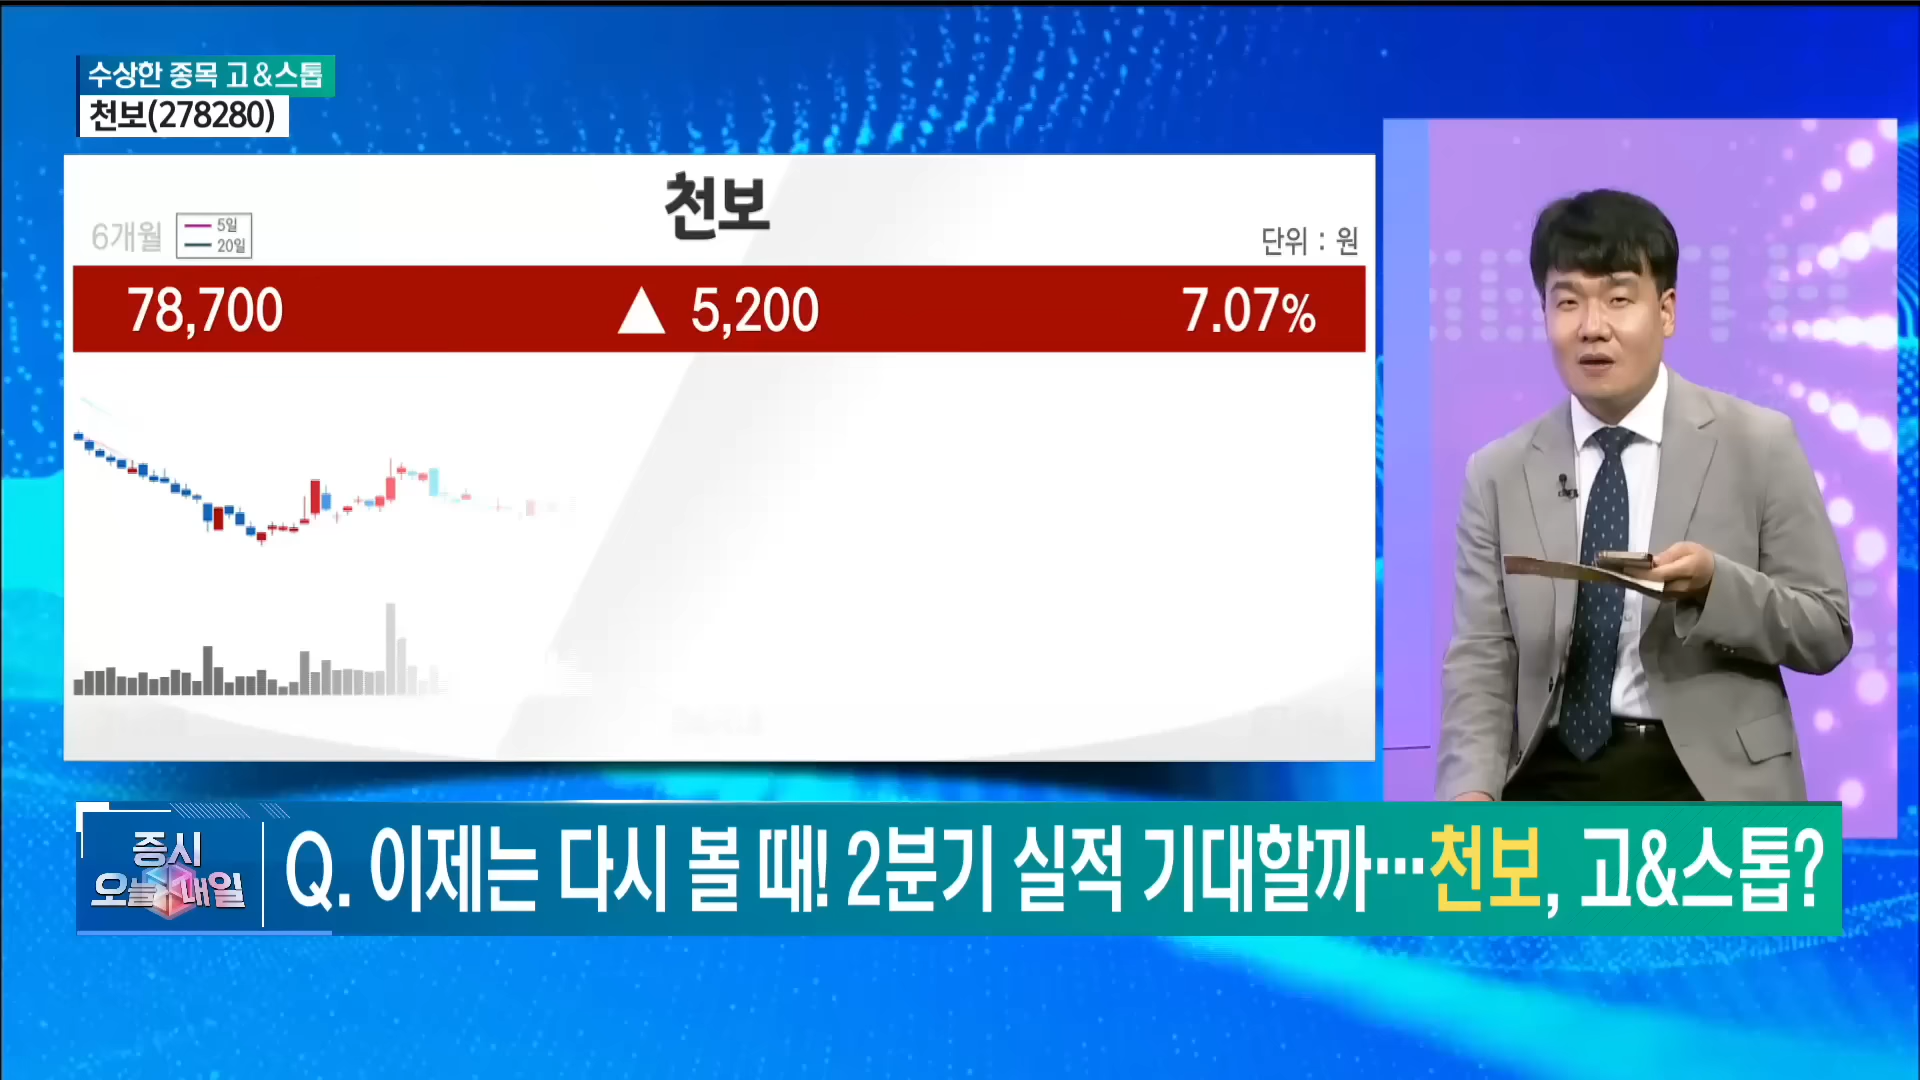 수상한 종목 고&스톱
천보(278280)
천보
6개월
5일
20일
단위 : 원
78,700 ▲ 5,200 7.07%
증시
오늘 매일
Q. 이제는 다시 볼 때! 2분기 실적 기대할까…천보, 고&스톱?